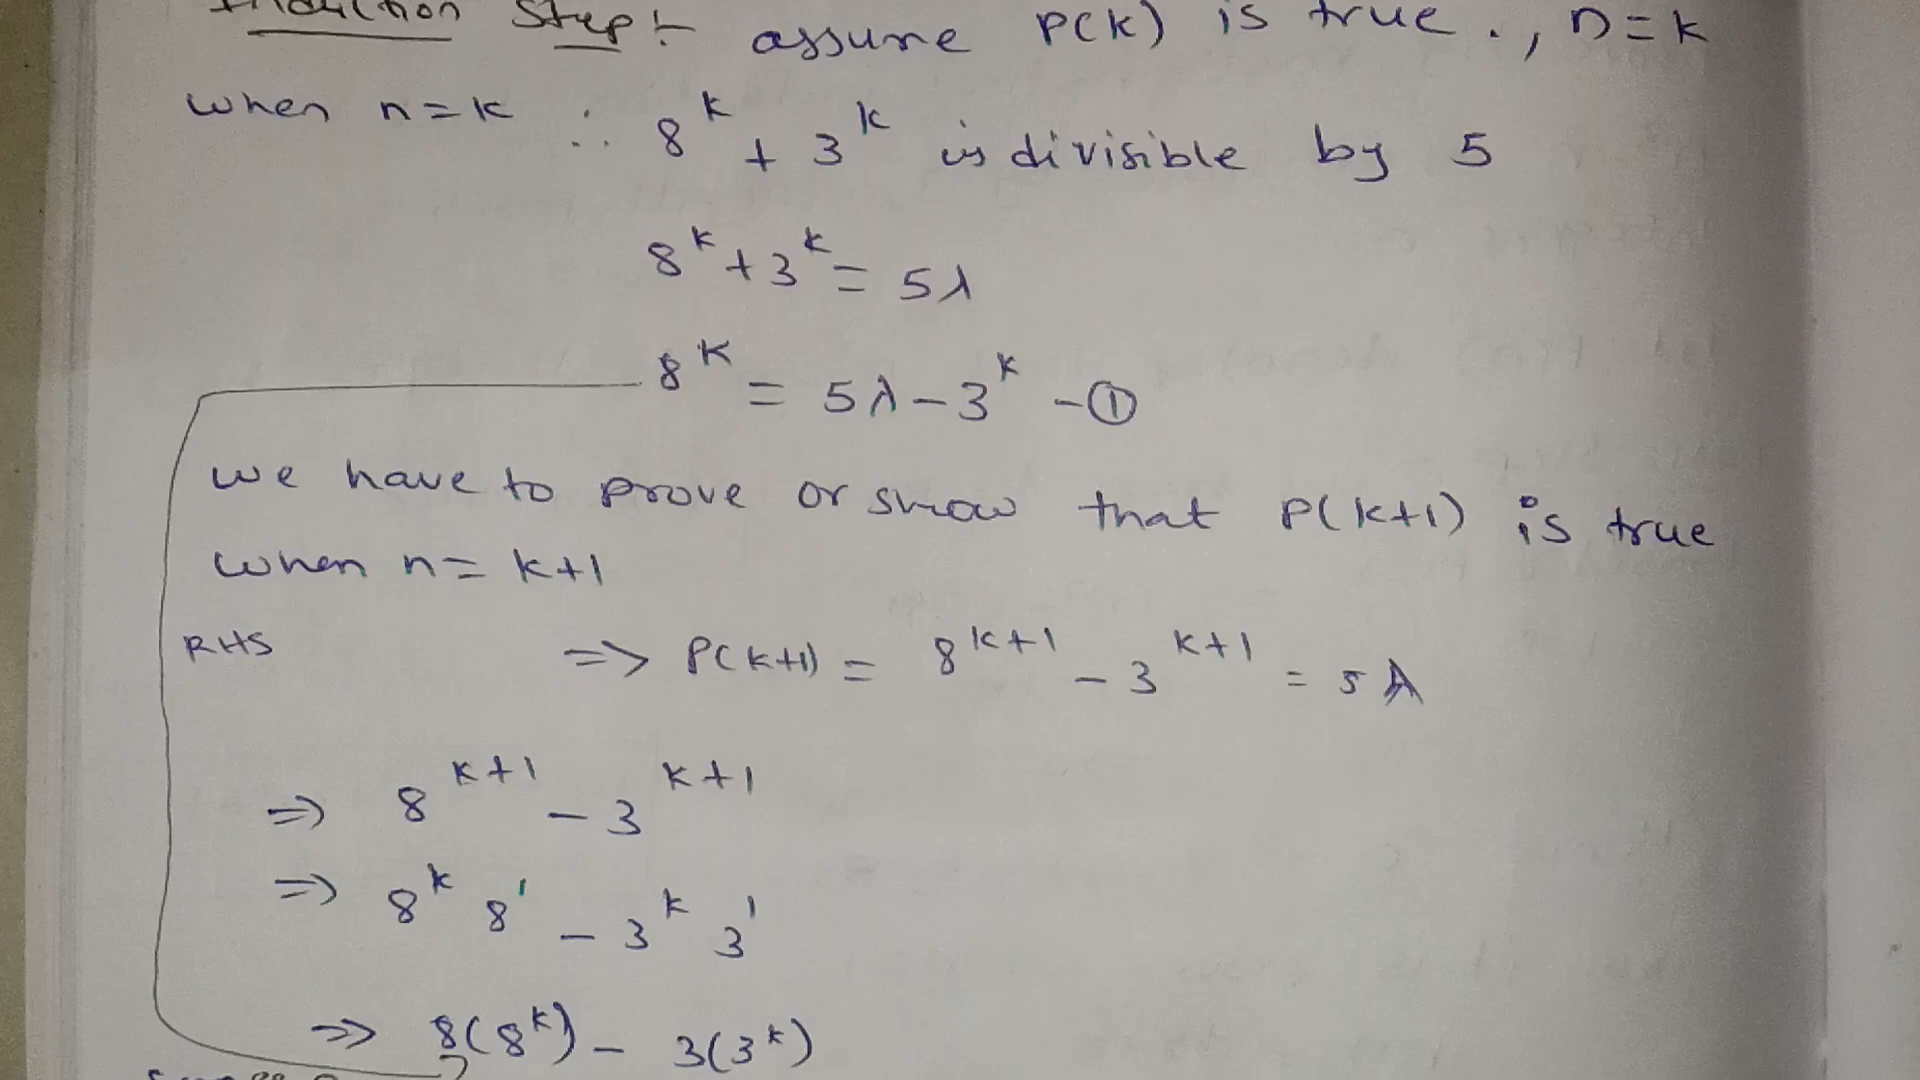 Induction Step :- assume P(k) is true ., n=k
when n=k ∴ 8^k + 3^k is divisible by 5
8^k + 3^k = 5λ
8^k = 5λ - 3^k - ①
we have to prove or show that P(k+1) is true
when n= k+1
RHS => P(k+1) = 8^k+1 - 3^k+1 = 5λ
=> 8^k+1 - 3^k+1
=> 8^k 8^1 - 3^k 3^1
=> 8(8^k) - 3(3^k)